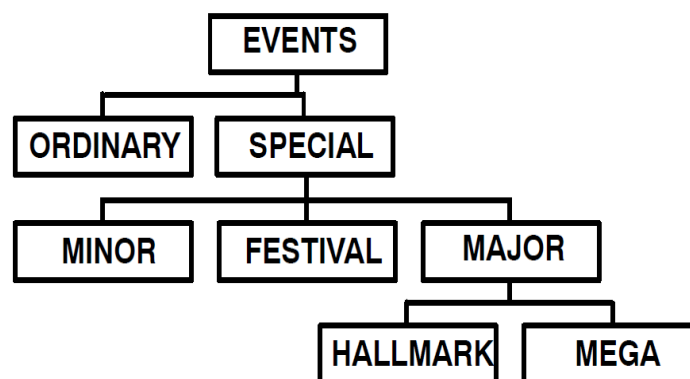 EVENTS
ORDINARY SPECIAL
MINOR FESTIVAL MAJOR
HALLMARK MEGA